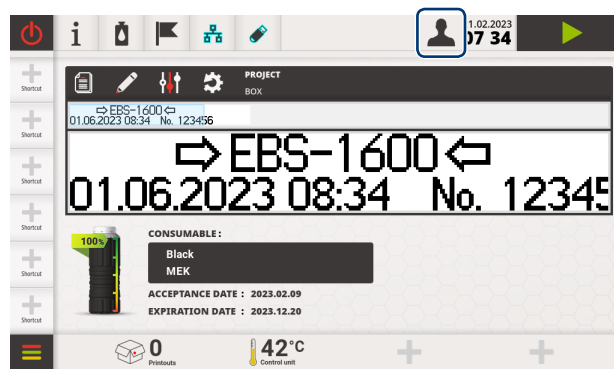 1.02.2023
07 34
Shortcut
Shortcut
Shortcut
Shortcut
Shortcut
Shortcut
PROJECT
BOX
⇨EBS-1600⇦
01.06.2023 08:34 No. 123456
⇨EBS-1600⇦
01.06.2023 08:34 No. 12345
100%
CONSUMABLE:
Black
MEK
ACCEPTANCE DATE : 2023.02.09
EXPIRATION DATE : 2023.12.20
0
Printouts
42°C
Control unit